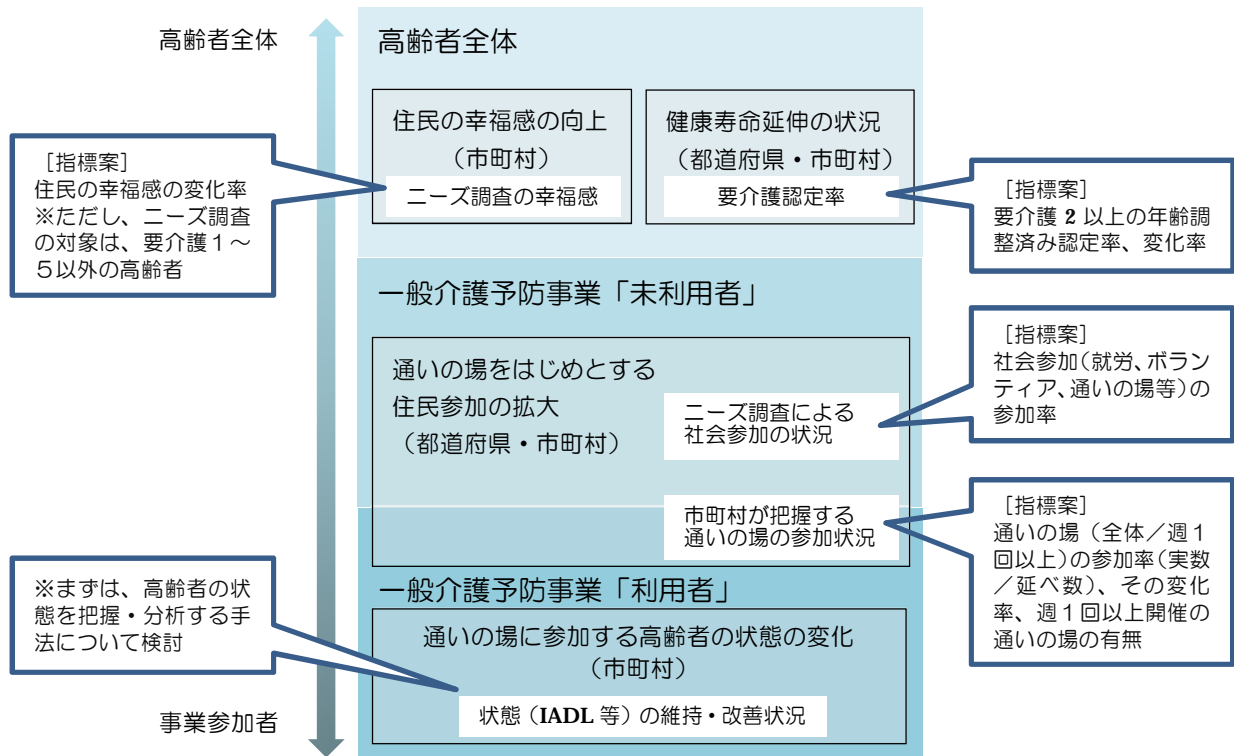 高齢者全体
高齢者全体
住民の幸福感の向上
（市町村）
ニーズ調査の幸福感
健康寿命延伸の状況
（都道府県・市町村）
要介護認定率
［指標案］
住民の幸福感の変化率
※ただし、ニーズ調査
の対象は、要介護１～
５以外の高齢者
［指標案］
要介護 2 以上の年齢調
整済み認定率、変化率
一般介護予防事業「未利用者」
通いの場をはじめとする
住民参加の拡大
（都道府県・市町村）
ニーズ調査による
社会参加の状況
［指標案］
社会参加（就労、ボラン
ティア、通いの場等）の
参加率
市町村が把握する
通いの場の参加状況
［指標案］
通いの場（全体／週１
回以上）の参加率（実数
／延べ数）、その変化
率、週１回以上開催の
通いの場の有無
一般介護予防事業「利用者」
※まずは、高齢者の状
態を把握・分析する手
法について検討
通いの場に参加する高齢者の状態の変化
（市町村）
状態（IADL 等）の維持・改善状況
事業参加者